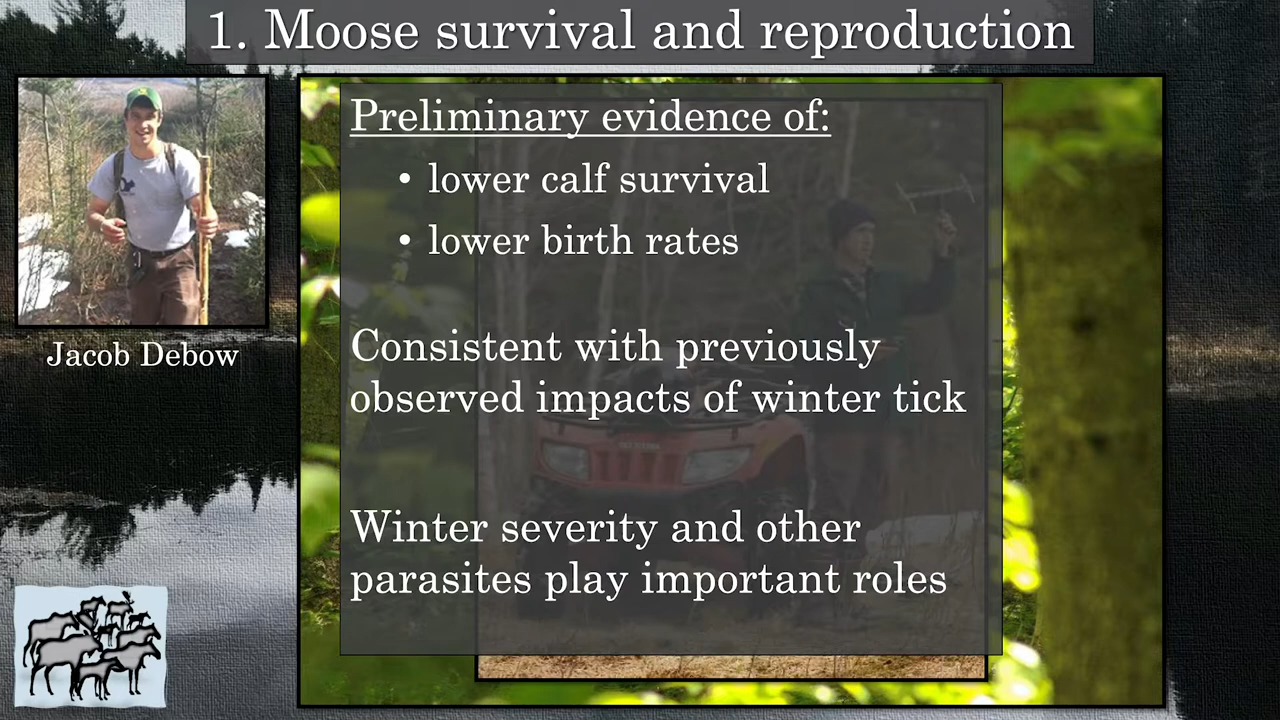 1. Moose survival and reproduction
Preliminary evidence of:
• lower calf survival
• lower birth rates
Consistent with previously
observed impacts of winter tick
Winter severity and other
parasites play important roles
Jacob Debow